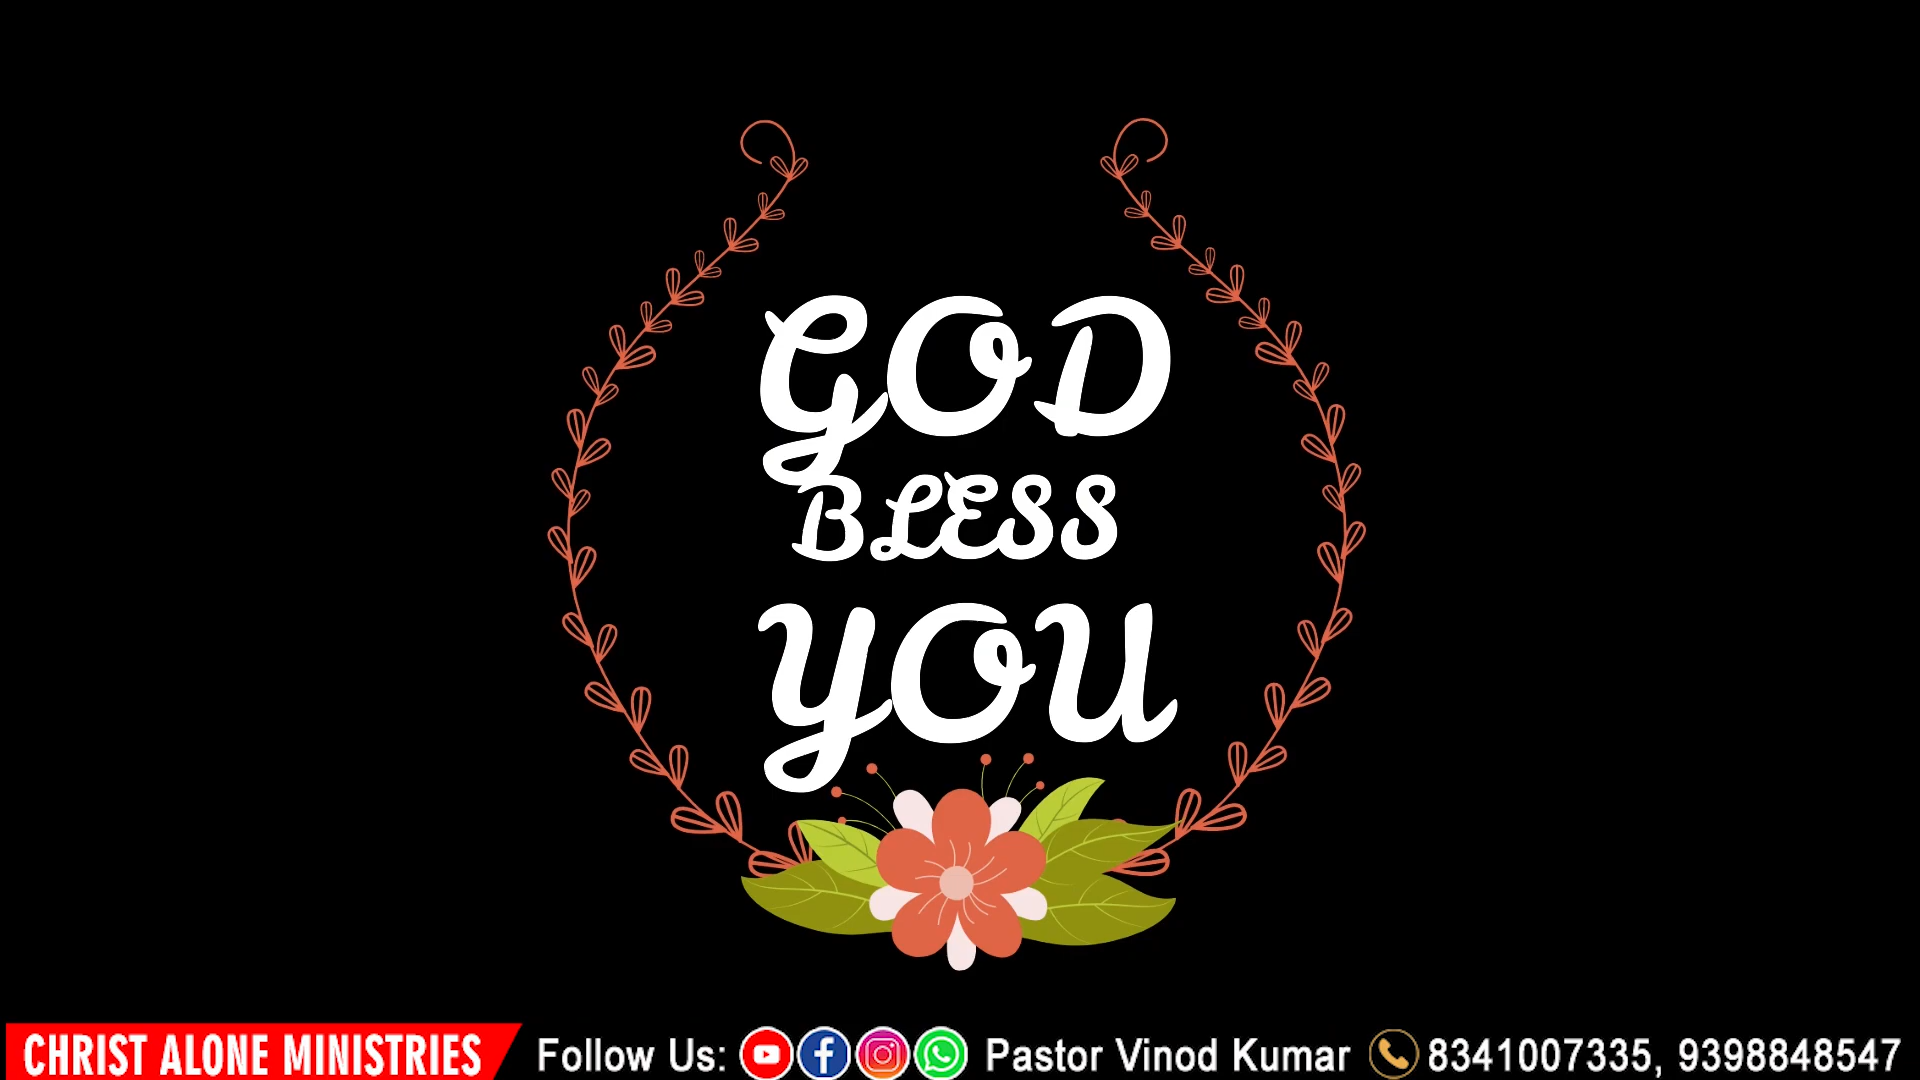 GOD
BLESS
YOU
CHRIST ALONE MINISTRIES Follow Us: Pastor Vinod Kumar 8341007335, 9398848547